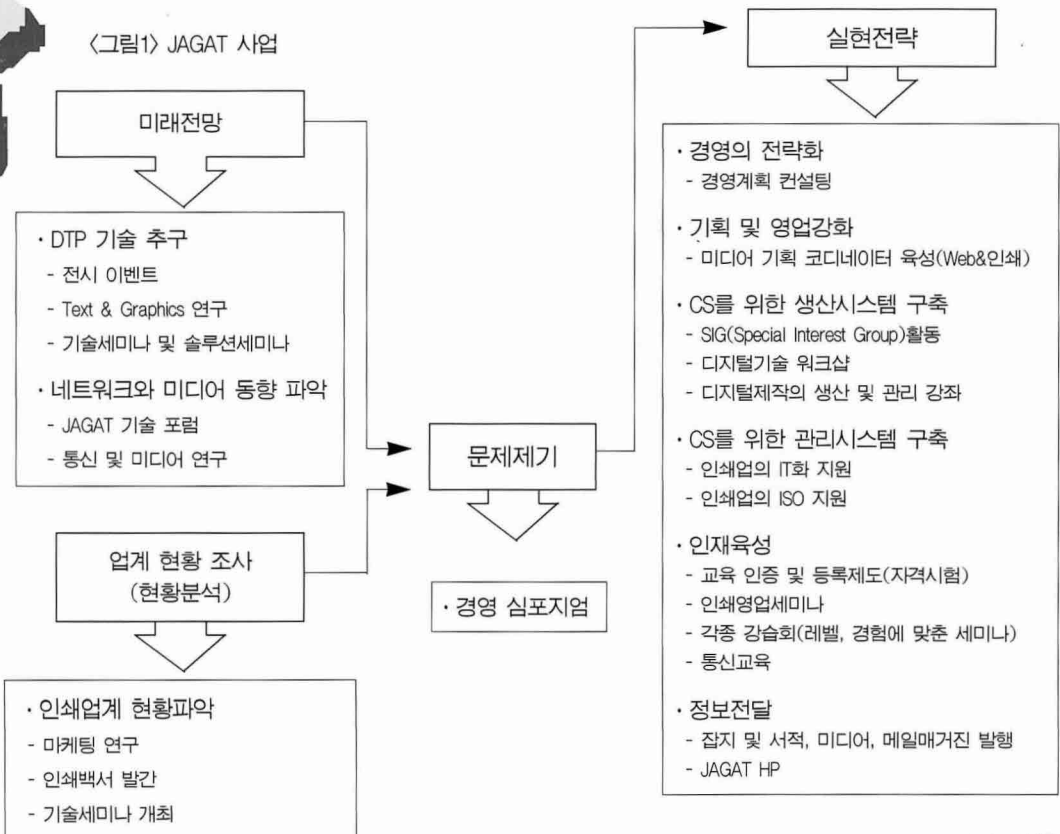 〈그림1〉 JAGAT 사업
미래전망
· DTP 기술 추구
- 전시 이벤트
- Text & Graphics 연구
- 기술세미나 및 솔루션세미나
· 네트워크와 미디어 동향 파악
- JAGAT 기술 포럼
- 통신 및 미디어 연구
업계 현황 조사
(현황분석)
· 인쇄업계 현황파악
- 마케팅 연구
- 인쇄백서 발간
- 기술세미나 개최
문제제기
· 경영 심포지엄
실현전략
· 경영의 전략화
- 경영계획 컨설팅
· 기획 및 영업강화
- 미디어 기획 코디네이터 육성(Web&인쇄)
· CS를 위한 생산시스템 구축
- SIG(Special Interest Group)활동
- 디지털기술 워크샵
- 디지털제작의 생산 및 관리 강좌
· CS를 위한 관리시스템 구축
- 인쇄업의 IT화 지원
- 인쇄업의 ISO 지원
· 인재육성
- 교육 인증 및 등록제도(자격시험)
- 인쇄영업세미나
- 각종 강습회(레벨, 경험에 맞춘 세미나)
- 통신교육
· 정보전달
- 잡지 및 서적, 미디어, 메일매거진 발행
- JAGAT HP